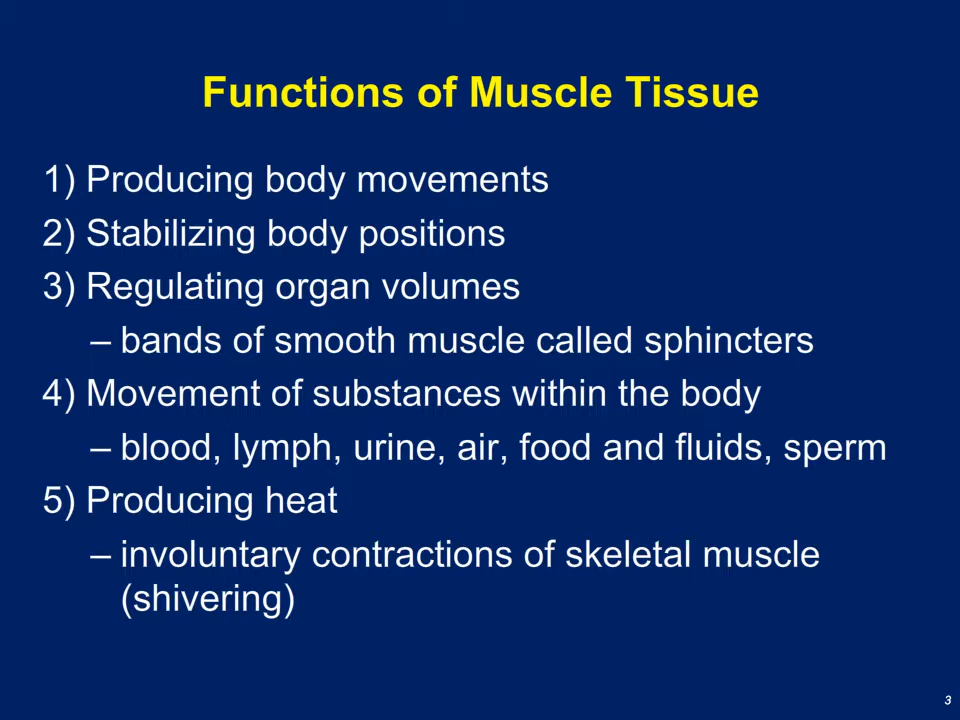 Functions of Muscle Tissue
1) Producing body movements
2) Stabilizing body positions
3) Regulating organ volumes
– bands of smooth muscle called sphincters
4) Movement of substances within the body
– blood, lymph, urine, air, food and fluids, sperm
5) Producing heat
– involuntary contractions of skeletal muscle
(shivering)
3